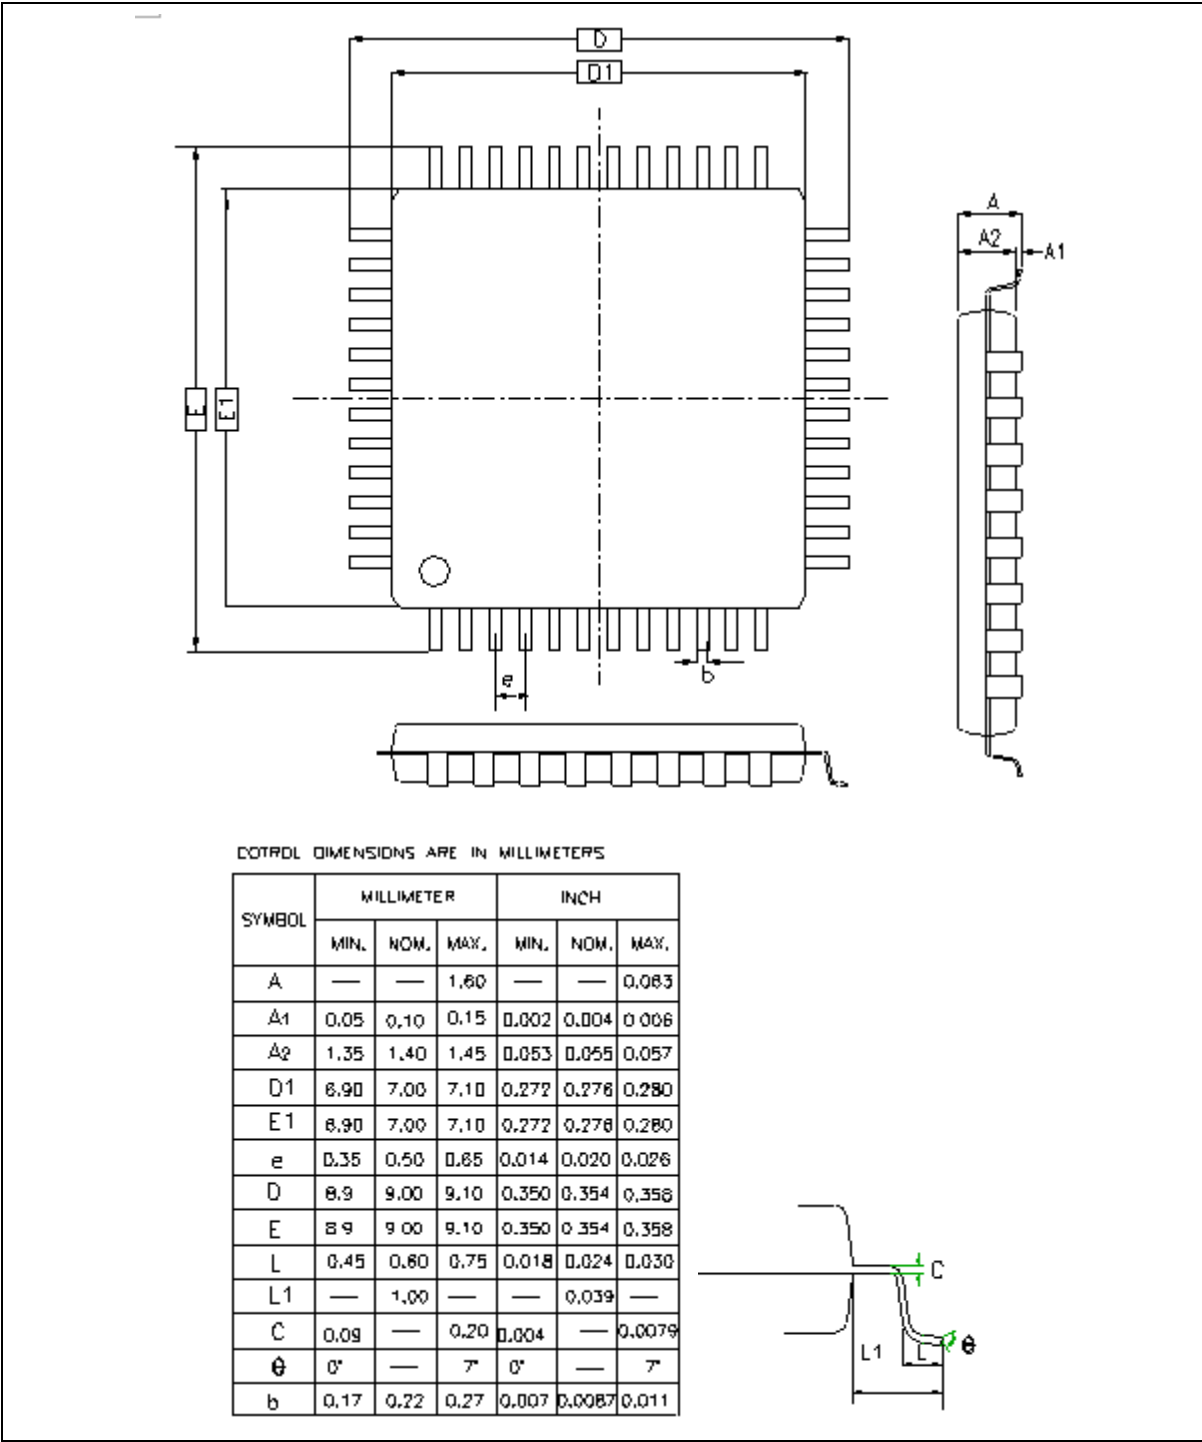 D
D1
A
A2
A1
E
E1
e
b
COTROL DIMENSIONS ARE IN MILLIMETERS
SYMBOL MILLIMETER INCH
MIN. NOM. MAX. MIN. NOM. MAX.
A — — 1.60 — — 0.063
A1 0.05 0.10 0.15 0.002 0.004 0.006
A2 1.35 1.40 1.45 0.053 0.055 0.057
D1 6.90 7.00 7.10 0.272 0.276 0.280
E1 6.90 7.00 7.10 0.272 0.276 0.280
e 0.35 0.50 0.65 0.014 0.020 0.026
D 8.9 9.00 9.10 0.350 0.354 0.358
E 8.9 9.00 9.10 0.350 0.354 0.358
L 0.45 0.60 0.75 0.018 0.024 0.030
L1 — 1.00 — — 0.039 —
C 0.09 — 0.20 0.004 — 0.0079
θ 0° — 7° 0° — 7°
b 0.17 0.22 0.27 0.007 0.0087 0.011
C
L1 L θ